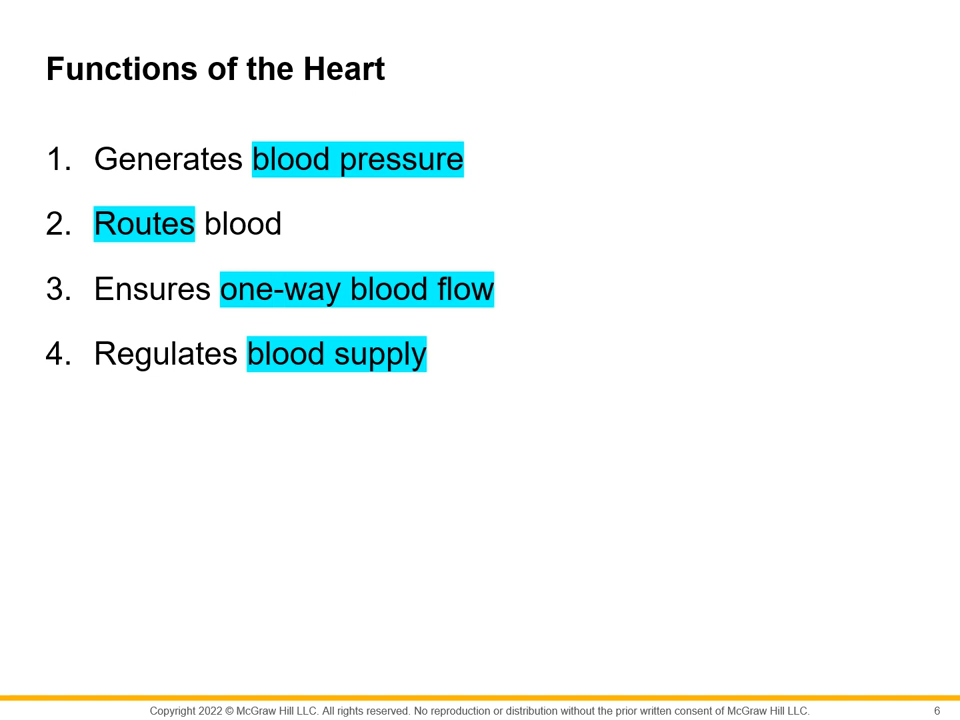 Functions of the Heart
1. Generates blood pressure
2. Routes blood
3. Ensures one-way blood flow
4. Regulates blood supply
Copyright 2022 © McGraw Hill LLC. All rights reserved. No reproduction or distribution without the prior written consent of McGraw Hill LLC.
6